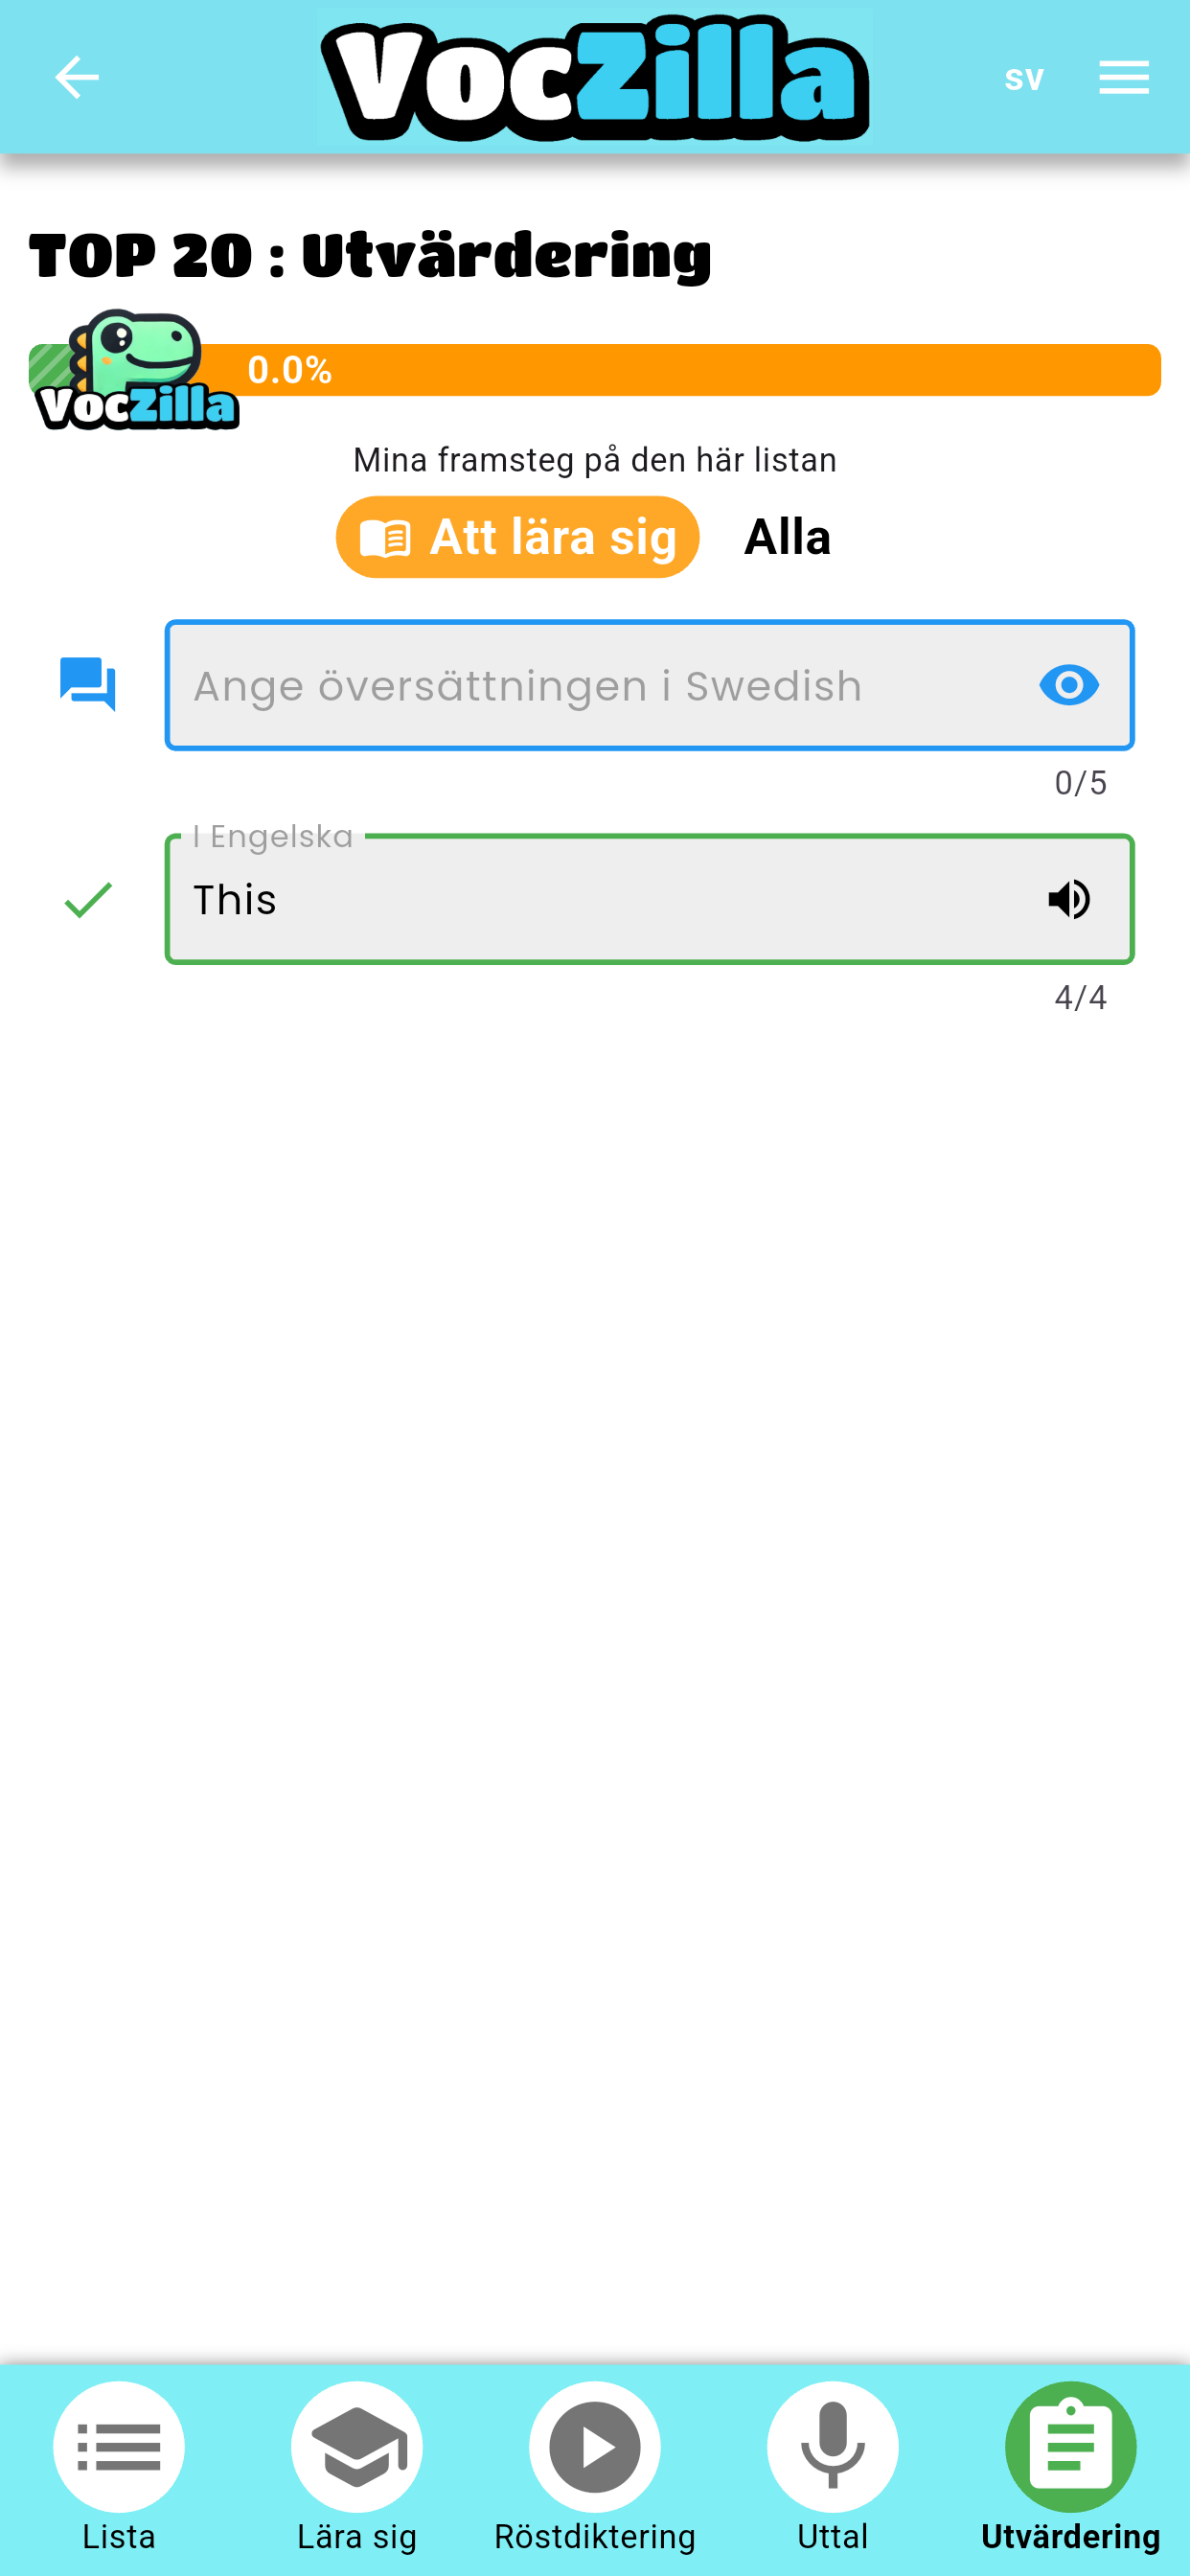 VocZilla
sv
TOP 20 : Utvärdering
0.0%
VocZilla
Mina framsteg på den här listan
Att lära sig Alla
Ange översättningen i Swedish
0/5
I Engelska
This
4/4
Lista Lära sig Röstdiktering Uttal Utvärdering